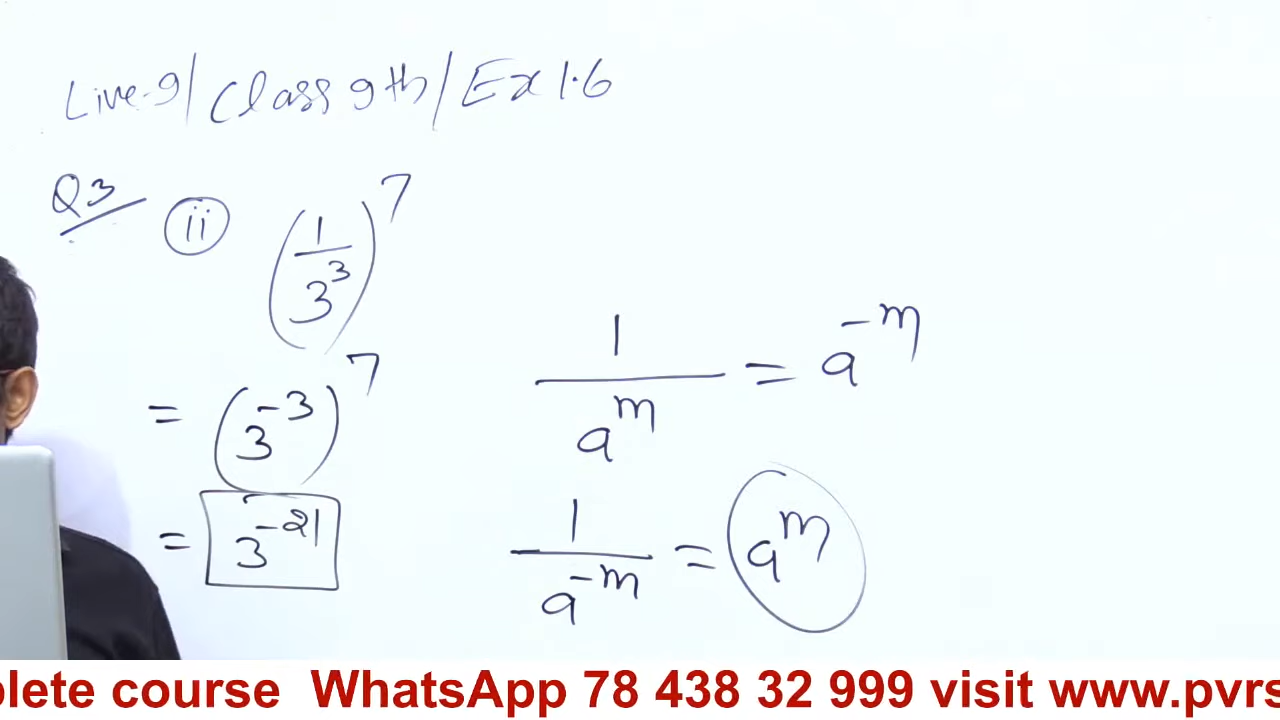 Live-9/Class 9th/Ex 1.6
Q3 (ii) (1/3^3)^7
= (3^-3)^7
= 3^-21
1/a^m = a^-m
1/a^-m = a^m
plete course WhatsApp 78 438 32 999 visit www.pvrs